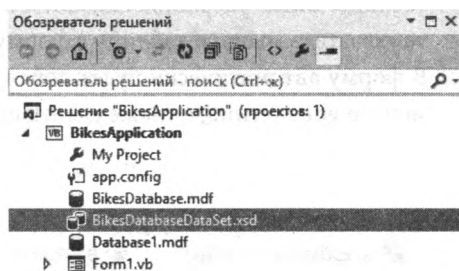 Обозреватель решений
Обозреватель решений - поиск (Ctrl+ж)
Решение "BikesApplication" (проектов: 1)
VB BikesApplication
My Project
app.config
BikesDatabase.mdf
BikesDatabaseDataSet.xsd
Database1.mdf
Form1.vb